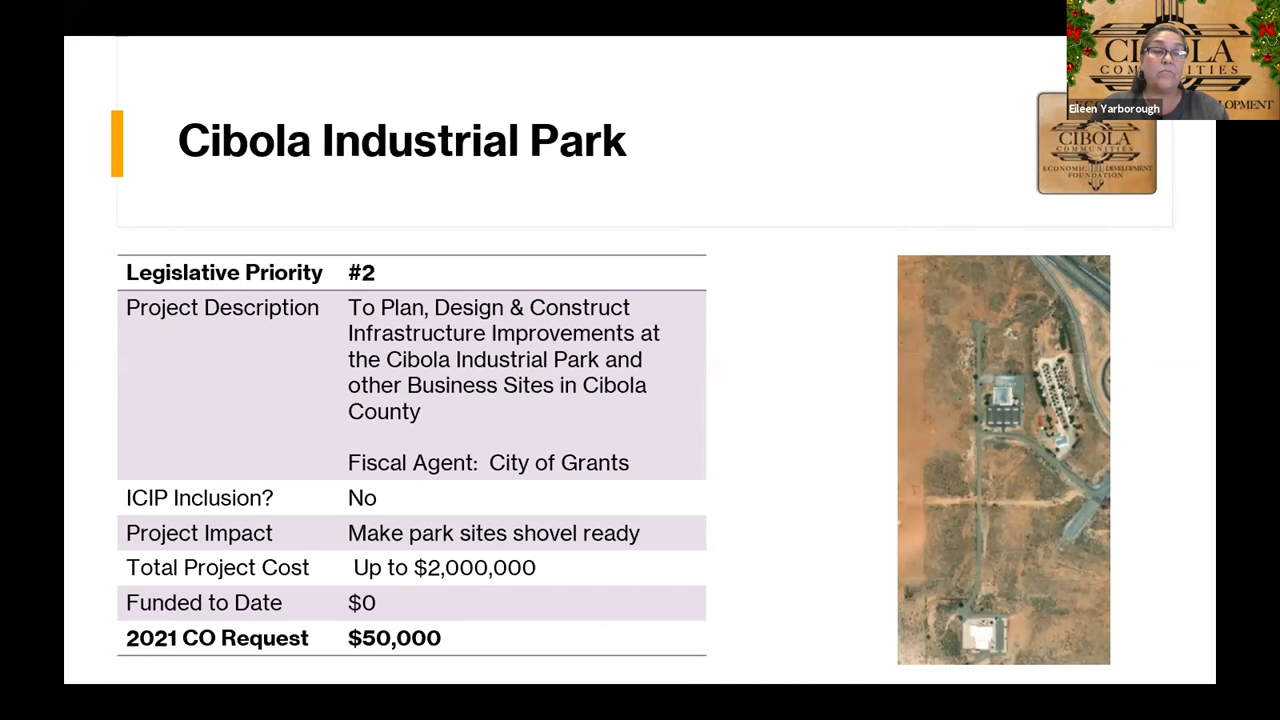 CIBOLA
COMMUNITIES
Eileen Yarborough
OPMENT
Cibola Industrial Park
CIBOLA
COMMUNITIES
ECONOMIC DEVELOPMENT
FOUNDATION
Legislative Priority #2
Project Description To Plan, Design & Construct
Infrastructure Improvements at
the Cibola Industrial Park and
other Business Sites in Cibola
County
Fiscal Agent: City of Grants
ICIP Inclusion? No
Project Impact Make park sites shovel ready
Total Project Cost Up to $2,000,000
Funded to Date $0
2021 CO Request $50,000